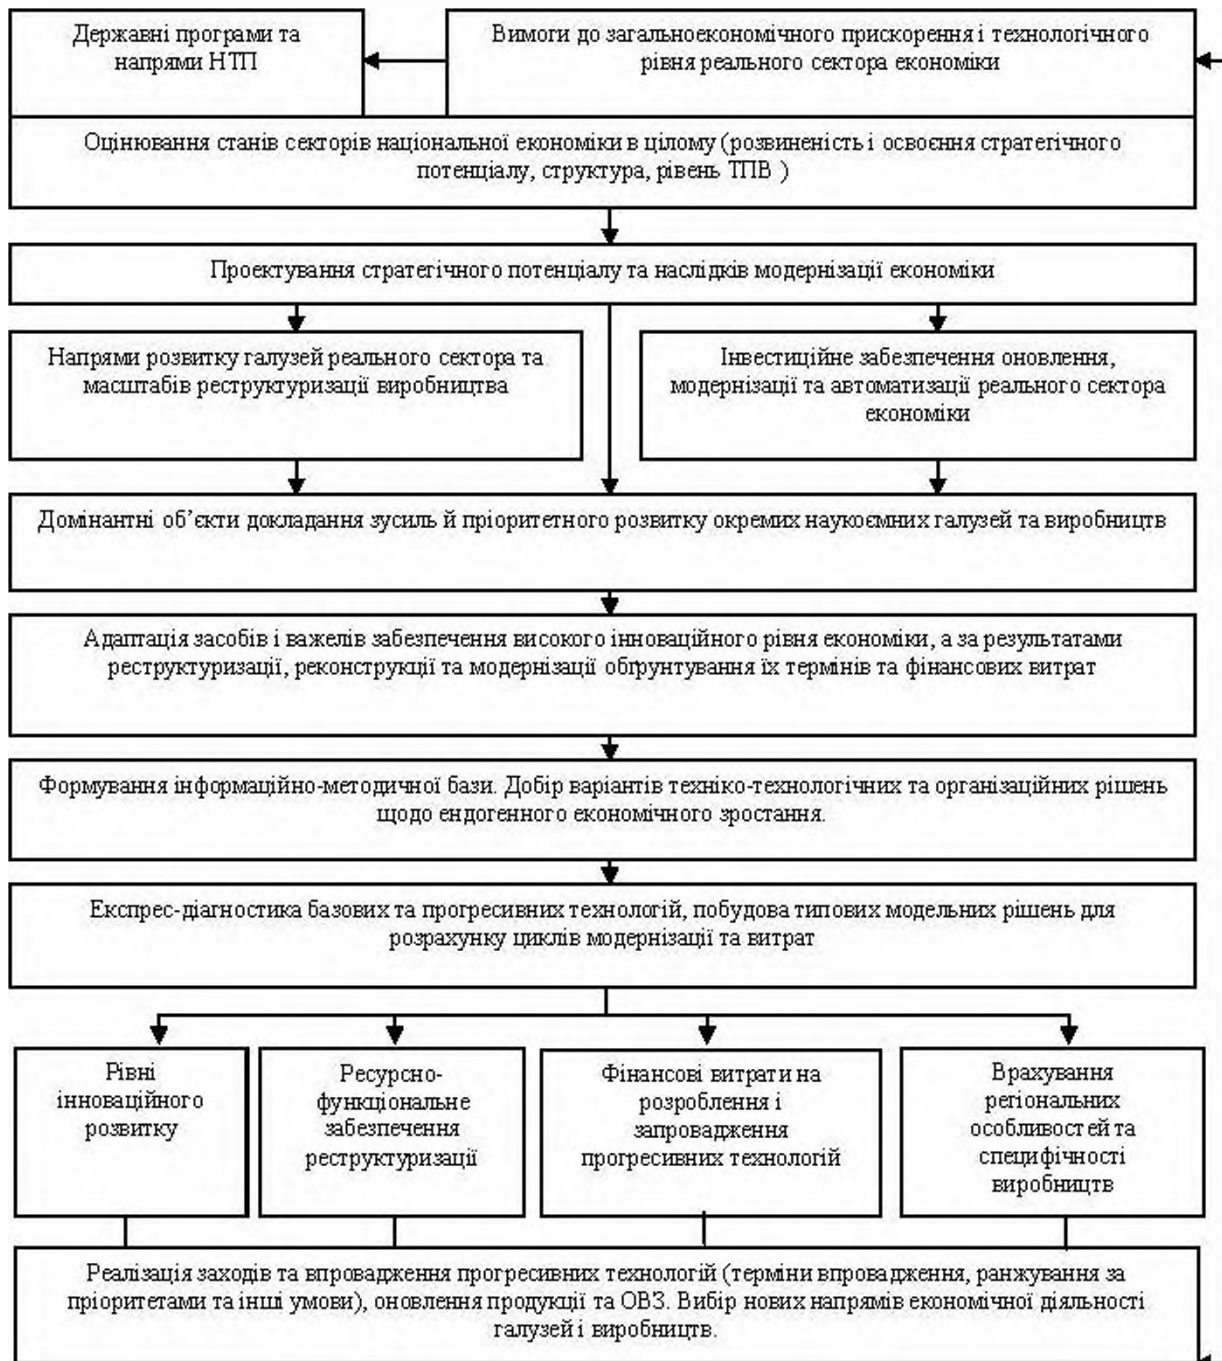 Державні програми та
напрями НТП
Вимоги до загальноекономічного прискорення і технологічного
рівня реального сектора економіки
Оцінювання станів секторів національної економіки в цілому (розвиненість і освоєння стратегічного
потенціалу, структура, рівень ТПВ )
Проектування стратегічного потенціалу та наслідків модернізації економіки
Напрями розвитку галузей реального сектора та
масштабів реструктуризації виробництва
Інвестиційне забезпечення оновлення,
модернізації та автоматизації реального сектора
економіки
Домінантні об’єкти докладання зусиль й пріоритетного розвитку окремих наукоємних галузей та виробництв
Адаптація засобів і важелів забезпечення високого інноваційного рівня економіки, а за результатами
реструктуризації, реконструкції та модернізації обґрунтування їх термінів та фінансових витрат
Формування інформаційно-методичної бази. Добір варіантів техніко-технологічних та організаційних рішень
щодо ендогенного економічного зростання.
Експрес-діагностика базових та прогресивних технологій, побудова типових модельних рішень для
розрахунку циклів модернізації та витрат
Рівні
інноваційного
розвитку
Ресурсно-
функціональне
забезпечення
реструктуризації
Фінансові витрати на
розроблення і
запровадження
прогресивних технологій
Врахування
регіональних
особливостей та
специфічності
виробництв
Реалізація заходів та впровадження прогресивних технологій (терміни впровадження, ранжування за
пріоритетами та інші умови), оновлення продукції та ОВЗ. Вибір нових напрямів економічної діяльності
галузей і виробництв.